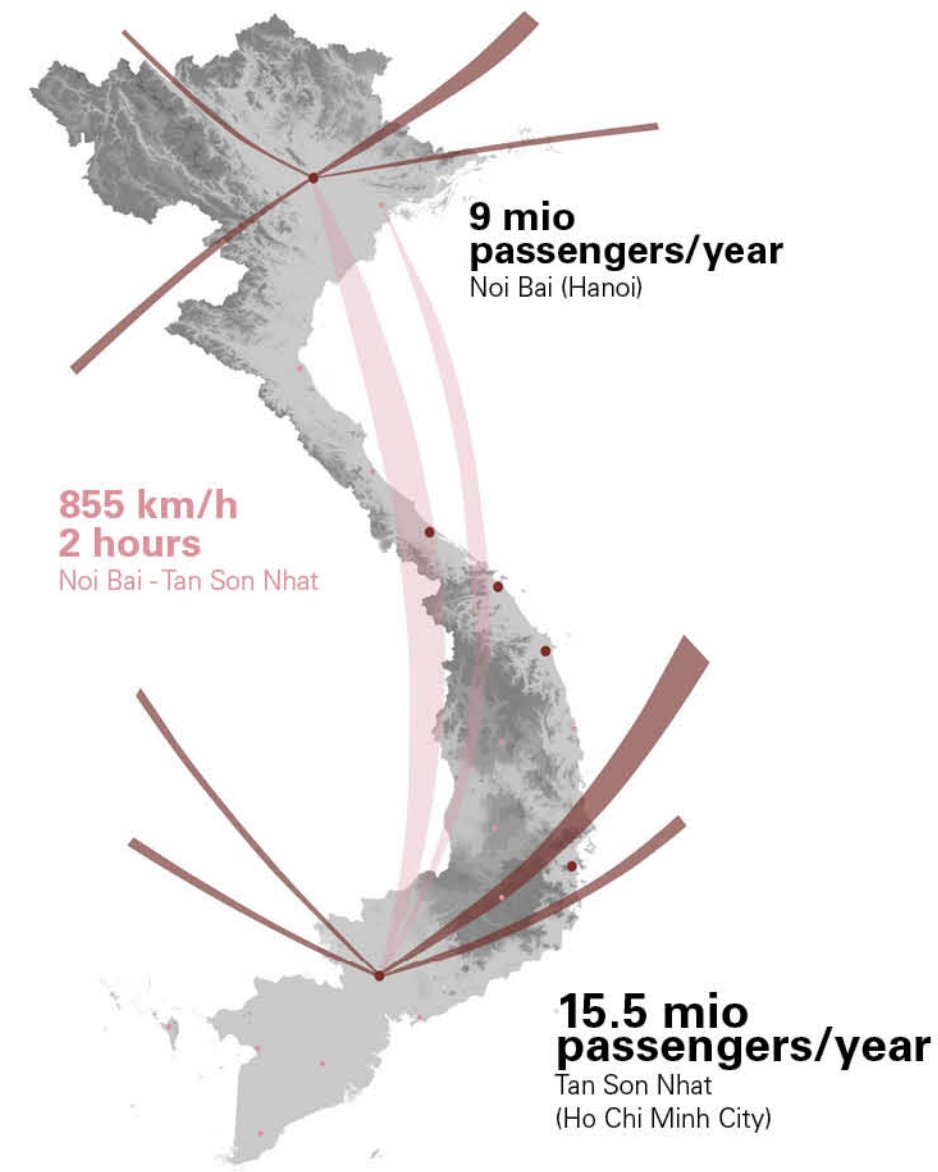 9 mio
passengers/year
Noi Bai (Hanoi)
855 km/h
2 hours
Noi Bai - Tan Son Nhat
15.5 mio
passengers/year
Tan Son Nhat
(Ho Chi Minh City)